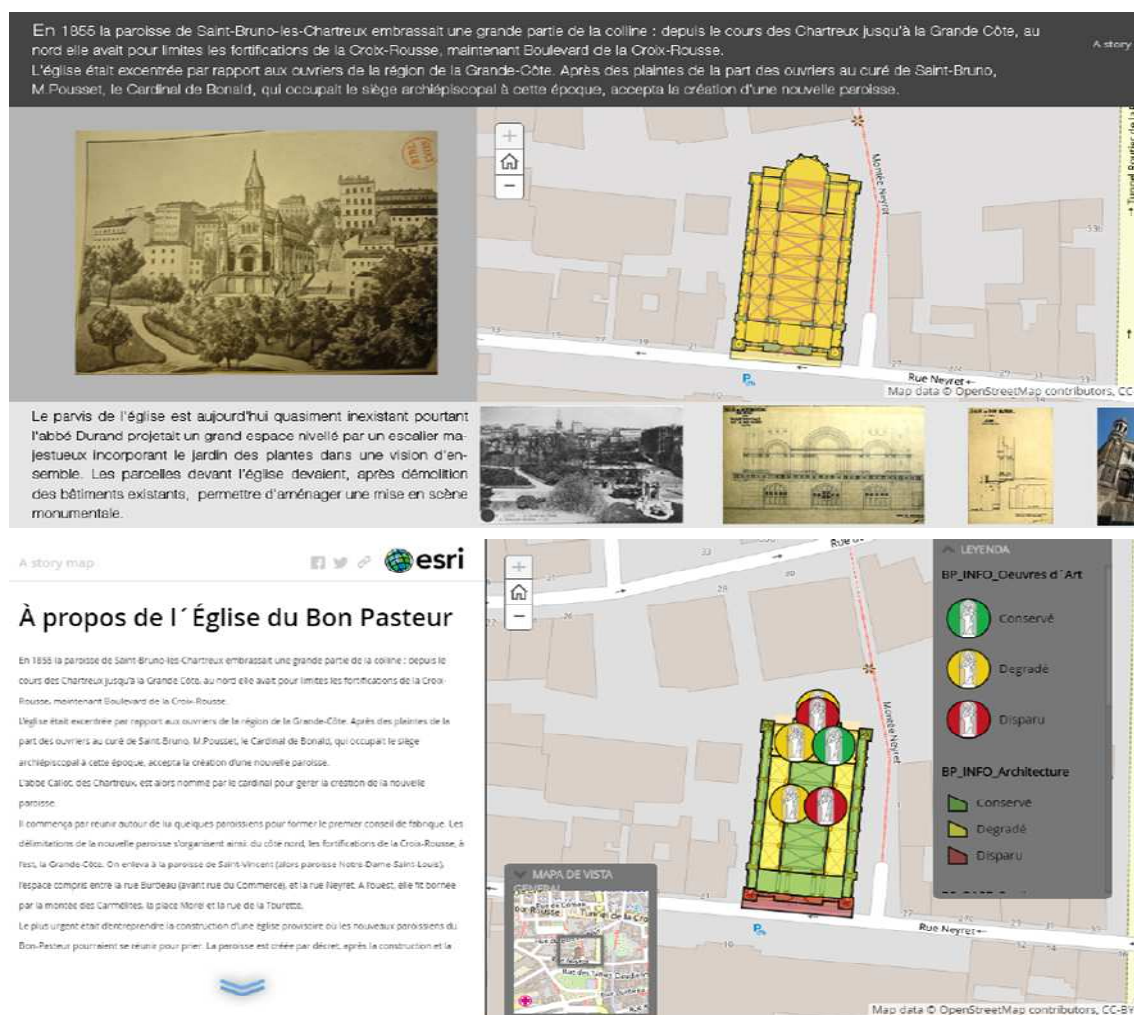 En 1855 la paroisse de Saint-Bruno-les-Chartreux embrassait une grande partie de la colline : depuis le cours des Chartreux jusqu'à la Grande Côte, au
nord elle avait pour limites les fortifications de la Croix-Rousse, maintenant Boulevard de la Croix-Rousse.
L'église était excentrée par rapport aux ouvriers de la région de la Grande-Côte. Après des plaintes de la part des ouvriers au curé de Saint-Bruno,
M.Pousset, le Cardinal de Bonald, qui occupait le siège archiépiscopal à cette époque, accepta la création d'une nouvelle paroisse.
A story
Montée Neyret
Tunnel Routier de la
53b
21
27
Rue Neyret
Map data © OpenStreetMap contributors, CC
Le parvis de l'église est aujourd'hui quasiment inexistant pourtant
l'abbé Durand projetait un grand espace nivellé par un escalier ma-
jestueux incorporant le jardin des plantes dans une vision d'en-
semble. Les parcelles devant l'église devaient, après démolition
des bâtiments existants, permettre d'aménager une mise en scène
monumentale.
A story map
esri
À propos de l´Église du Bon Pasteur
En 1855 la paroisse de Saint-Bruno-les-Chartreux embrassait une grande partie de la colline : depuis le
cours des Chartreux jusqu'à la Grande Côte, au nord elle avait pour limites les fortifications de la Croix-
Rousse, maintenant Boulevard de la Croix-Rousse.
L'église était excentrée par rapport aux ouvriers de la région de la Grande-Côte. Après des plaintes de la
part des ouvriers au curé de Saint-Bruno, M.Pousset, le Cardinal de Bonald, qui occupait le siège
archiépiscopal à cette époque, accepta la création d'une nouvelle paroisse.
L'abbé Callot, des Chartreux, est alors nommé par le cardinal pour gérer la création de la nouvelle
paroisse.
Il commença par réunir autour de lui quelques paroissiens pour former le premier conseil de fabrique. Les
délimitations de la nouvelle paroisse s'organisent ainsi: du côté nord, les fortifications de la Croix-Rousse, à
l'est, la Grande-Côte. On enleva à la paroisse de Saint-Vincent (alors paroisse Notre-Dame-Saint-Louis),
l'espace compris entre la rue Burdeau (avant rue du Commerce), et la rue Neyret. A l'ouest, elle fit bornée
par la montée des Carmélites, la place Morel et la rue de la Tourette.
Le plus urgent était d'entreprendre la construction d'une église provisoire où les nouveaux paroissiens du
Bon-Pasteur pourraient se réunir pour prier. La paroisse est créée par décret, après la construction et la
33
28
30
Montée Neyret
27
Rue Neyret
MAPA DE VISTA
GENERAL
LEYENDA
BP_INFO_Oeuvres d´Art
Conservé
Degradé
Disparu
BP_INFO_Architecture
Conservé
Degradé
Disparu
Map data © OpenStreetMap contributors, CC-BY